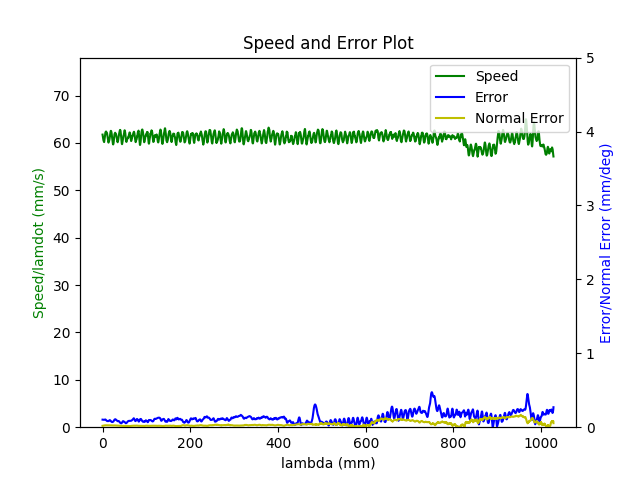 Speed and Error Plot
Speed
Error
Normal Error
Speed/lamdot (mm/s)
70
60
50
40
30
20
10
0
5
4
3
2
1
0
Error/Normal Error (mm/deg)
0
200
400
600
800
1000
lambda (mm)